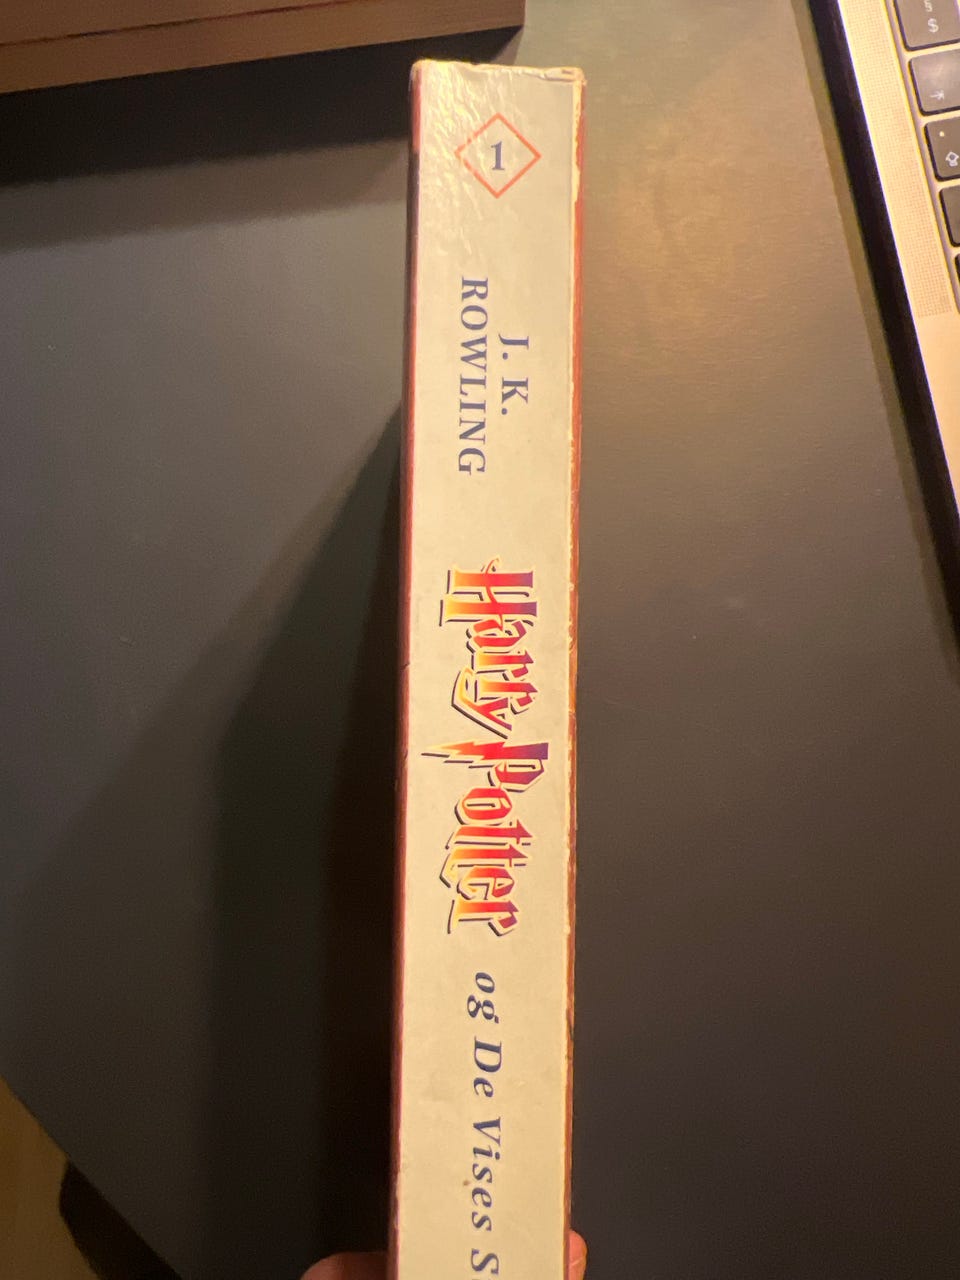 1
J. K.
ROWLING
Harry Potter
og De Vises
§
$